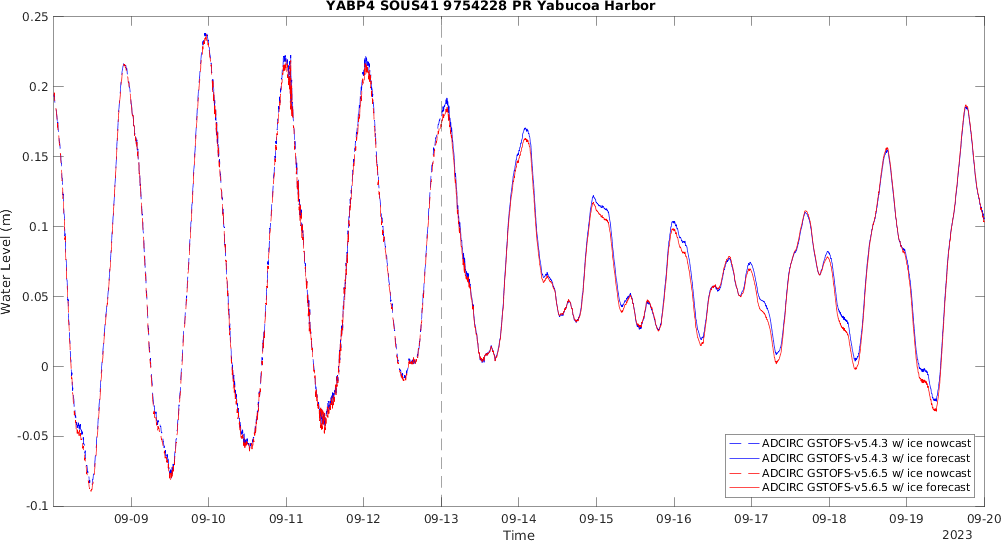 YABP4 SOUS41 9754228 PR Yabucoa Harbor
Water Level (m)
0.25
0.2
0.15
0.1
0.05
0
-0.05
-0.1
ADCIRC GSTOFS-v5.4.3 w/ ice nowcast
ADCIRC GSTOFS-v5.4.3 w/ ice forecast
ADCIRC GSTOFS-v5.6.5 w/ ice nowcast
ADCIRC GSTOFS-v5.6.5 w/ ice forecast
09-09 09-10 09-11 09-12 09-13 09-14 09-15 09-16 09-17 09-18 09-19 09-20
Time
2023